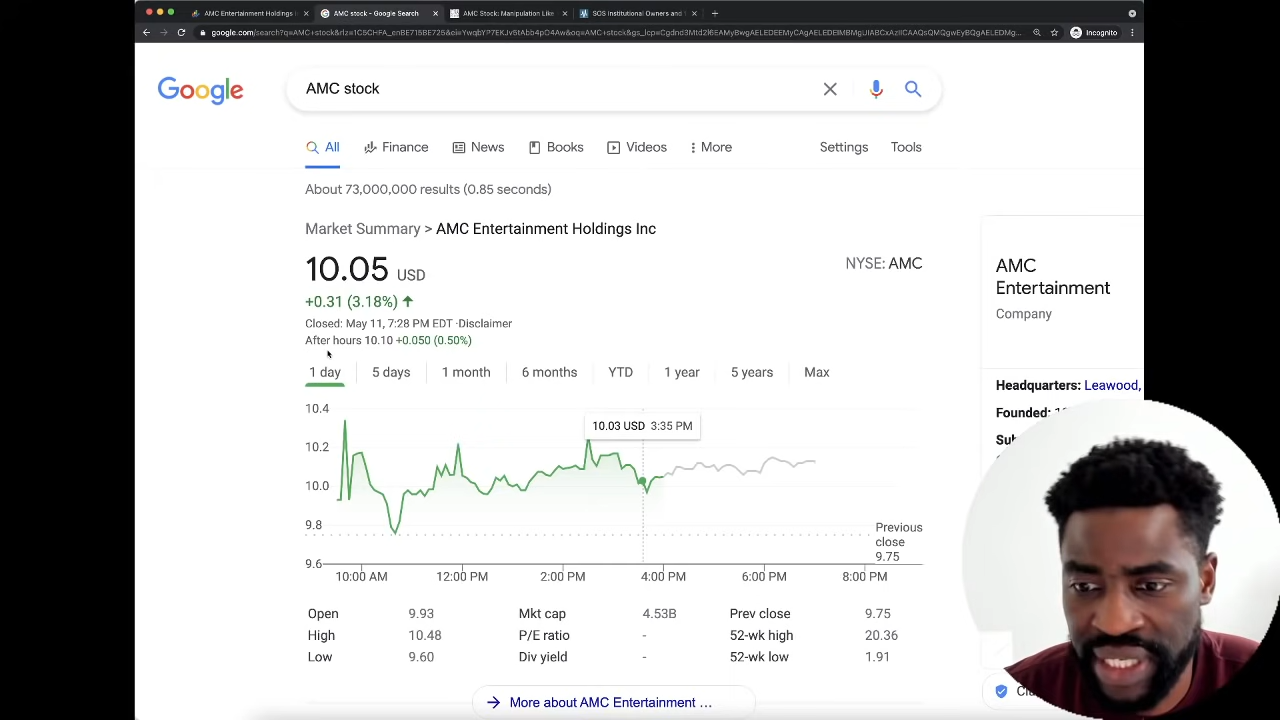 AMC Entertainment Holdings I
AMC stock - Google Search
AMC Stock: Manipulation Like
SOS Institutional Owners and
Incognito
Google
AMC stock
All
Finance
News
Books
Videos
More
Settings
Tools
About 73,000,000 results (0.85 seconds)
Market Summary > AMC Entertainment Holdings Inc
10.05 USD
NYSE: AMC
+0.31 (3.18%)
Closed: May 11, 7:28 PM EDT ·Disclaimer
After hours 10.10 +0.050 (0.50%)
1 day
5 days
1 month
6 months
YTD
1 year
5 years
Max
10.4
10.2
10.0
9.8
9.6
10.03 USD 3:35 PM
Previous
close
9.75
10:00 AM
12:00 PM
2:00 PM
4:00 PM
6:00 PM
8:00 PM
Open 9.93 Mkt cap 4.53B Prev close 9.75
High 10.48 P/E ratio - 52-wk high 20.36
Low 9.60 Div yield - 52-wk low 1.91
More about AMC Entertainment ...
AMC
Entertainment
Company
Headquarters: Leawood,
Founded: